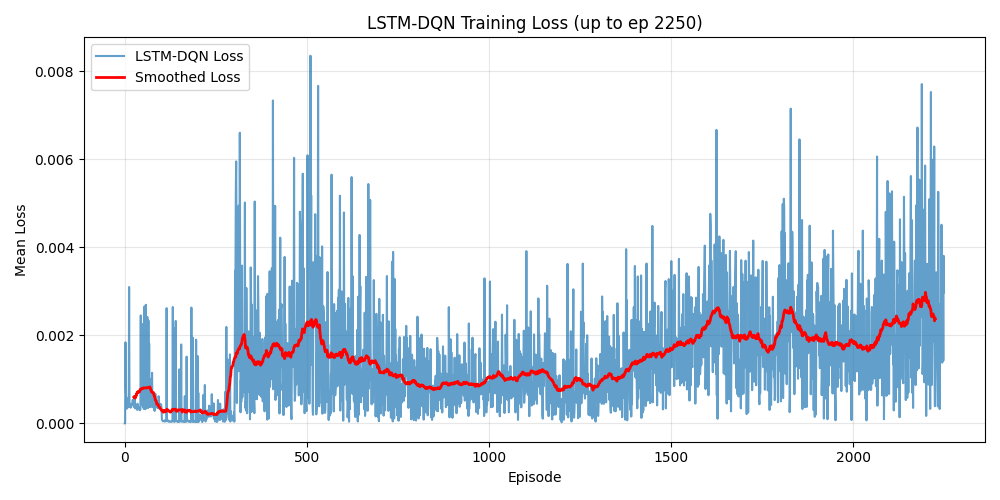 LSTM-DQN Training Loss (up to ep 2250)
LSTM-DQN Loss
Smoothed Loss
Mean Loss
0.008
0.006
0.004
0.002
0.000
0
500
1000
1500
2000
Episode